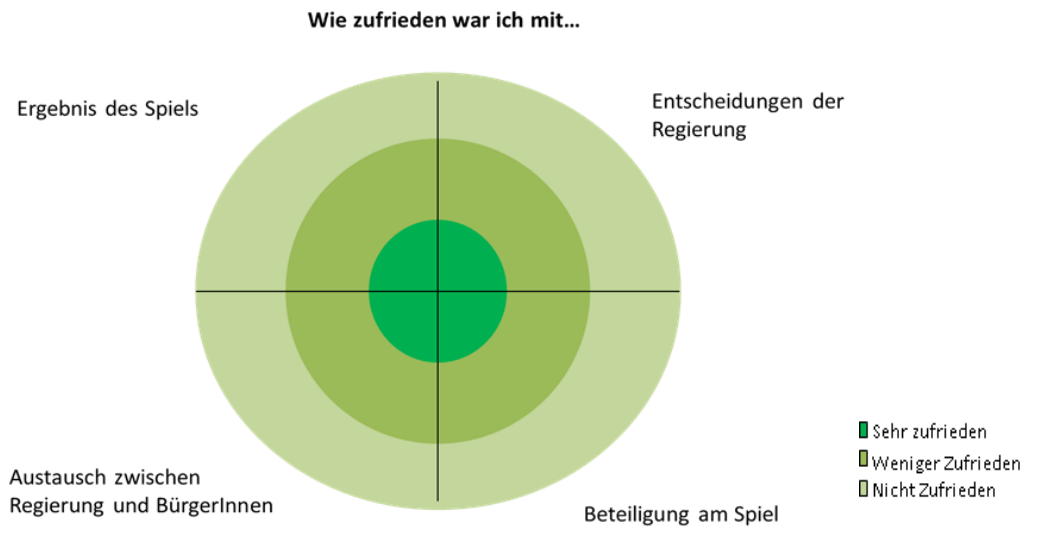 Wie zufrieden war ich mit…
Ergebnis des Spiels
Entscheidungen der
Regierung
Austausch zwischen
Regierung und BürgerInnen
Beteiligung am Spiel
Sehr zufrieden
Weniger Zufrieden
Nicht Zufrieden